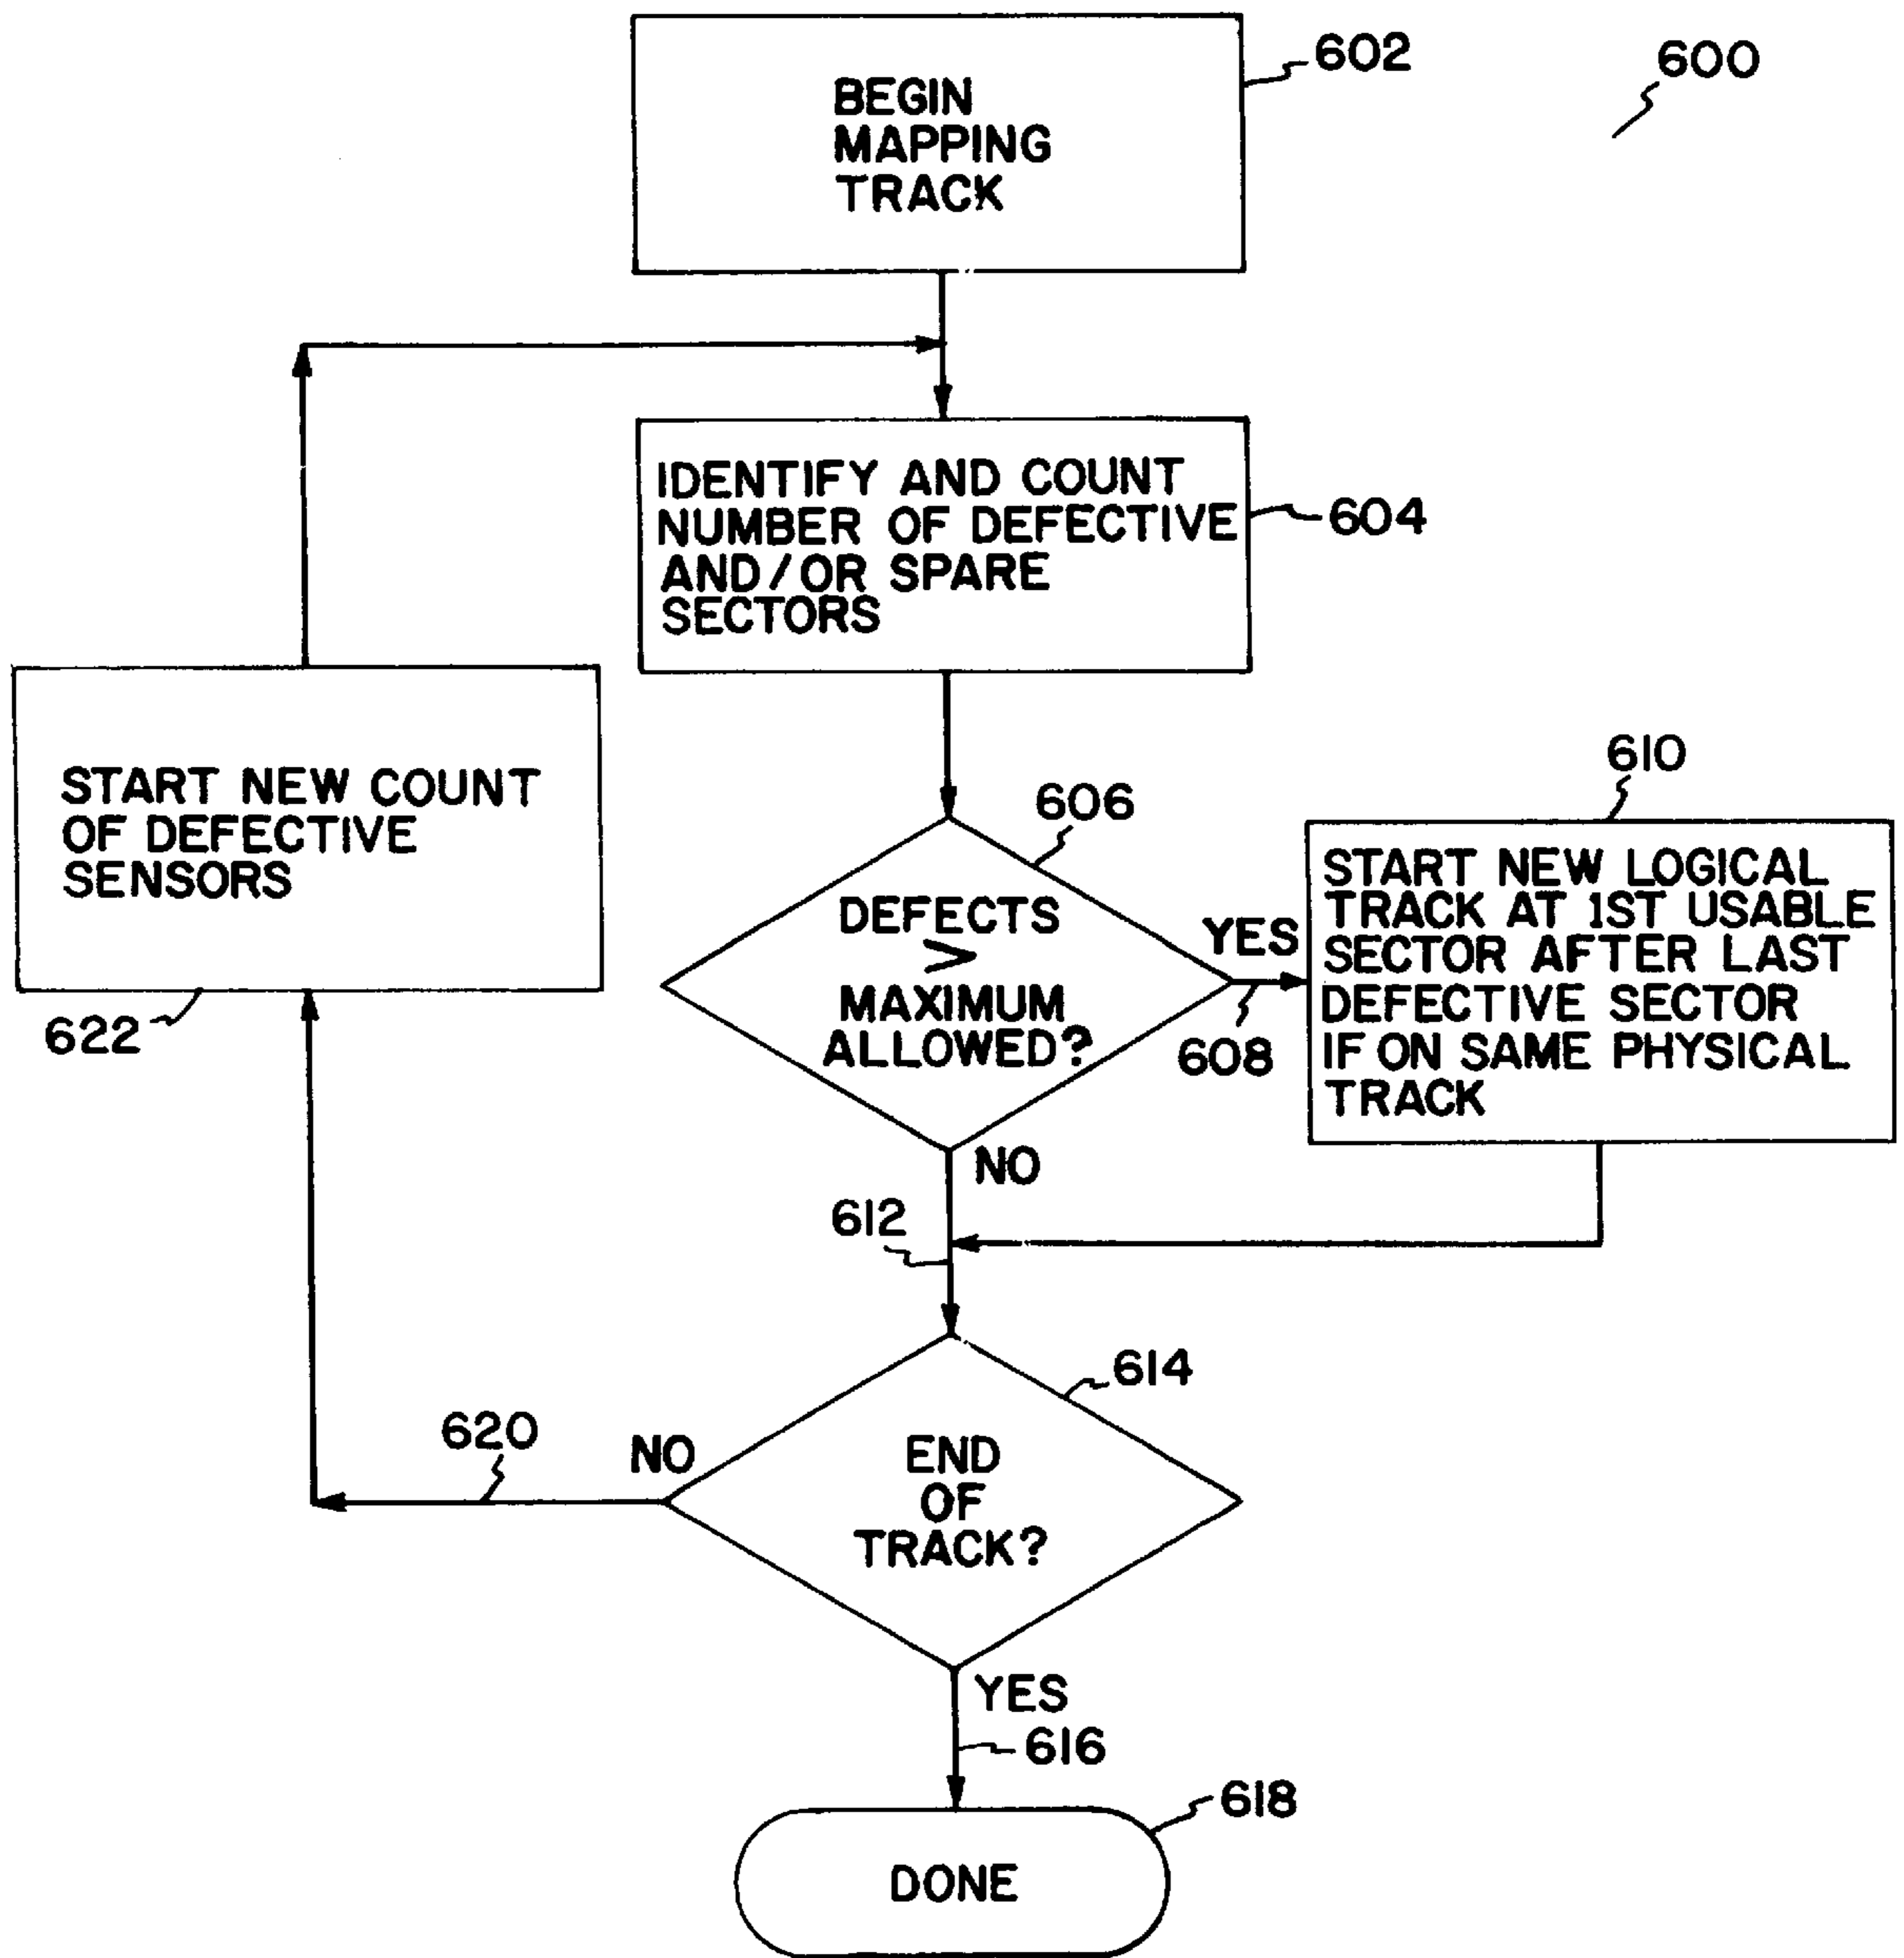 602
600
BEGIN
MAPPING
TRACK
IDENTIFY AND COUNT
NUMBER OF DEFECTIVE
AND/OR SPARE
SECTORS
604
START NEW COUNT
OF DEFECTIVE
SENSORS
622
606
DEFECTS
>
MAXIMUM
ALLOWED?
YES
608
610
START NEW LOGICAL
TRACK AT 1ST USABLE
SECTOR AFTER LAST
DEFECTIVE SECTOR
IF ON SAME PHYSICAL
TRACK
NO
612
614
END
OF
TRACK?
NO
620
YES
616
618
DONE